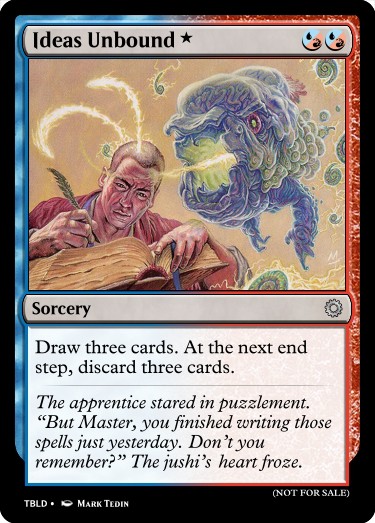 Ideas Unbound ★
Sorcery
Draw three cards. At the next end
step, discard three cards.
The apprentice stared in puzzlement.
“But Master, you finished writing those
spells just yesterday. Don’t you
remember?” The jushi’s heart froze.
(NOT FOR SALE)
TBLD • Mark Tedin